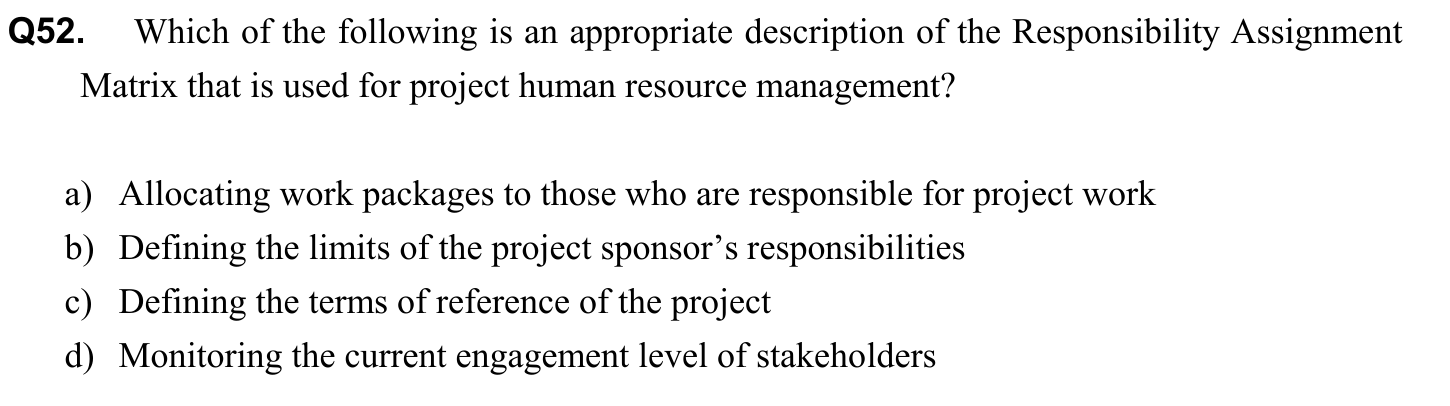 Q52. Which of the following is an appropriate description of the Responsibility Assignment
Matrix that is used for project human resource management?
a) Allocating work packages to those who are responsible for project work
b) Defining the limits of the project sponsor’s responsibilities
c) Defining the terms of reference of the project
d) Monitoring the current engagement level of stakeholders